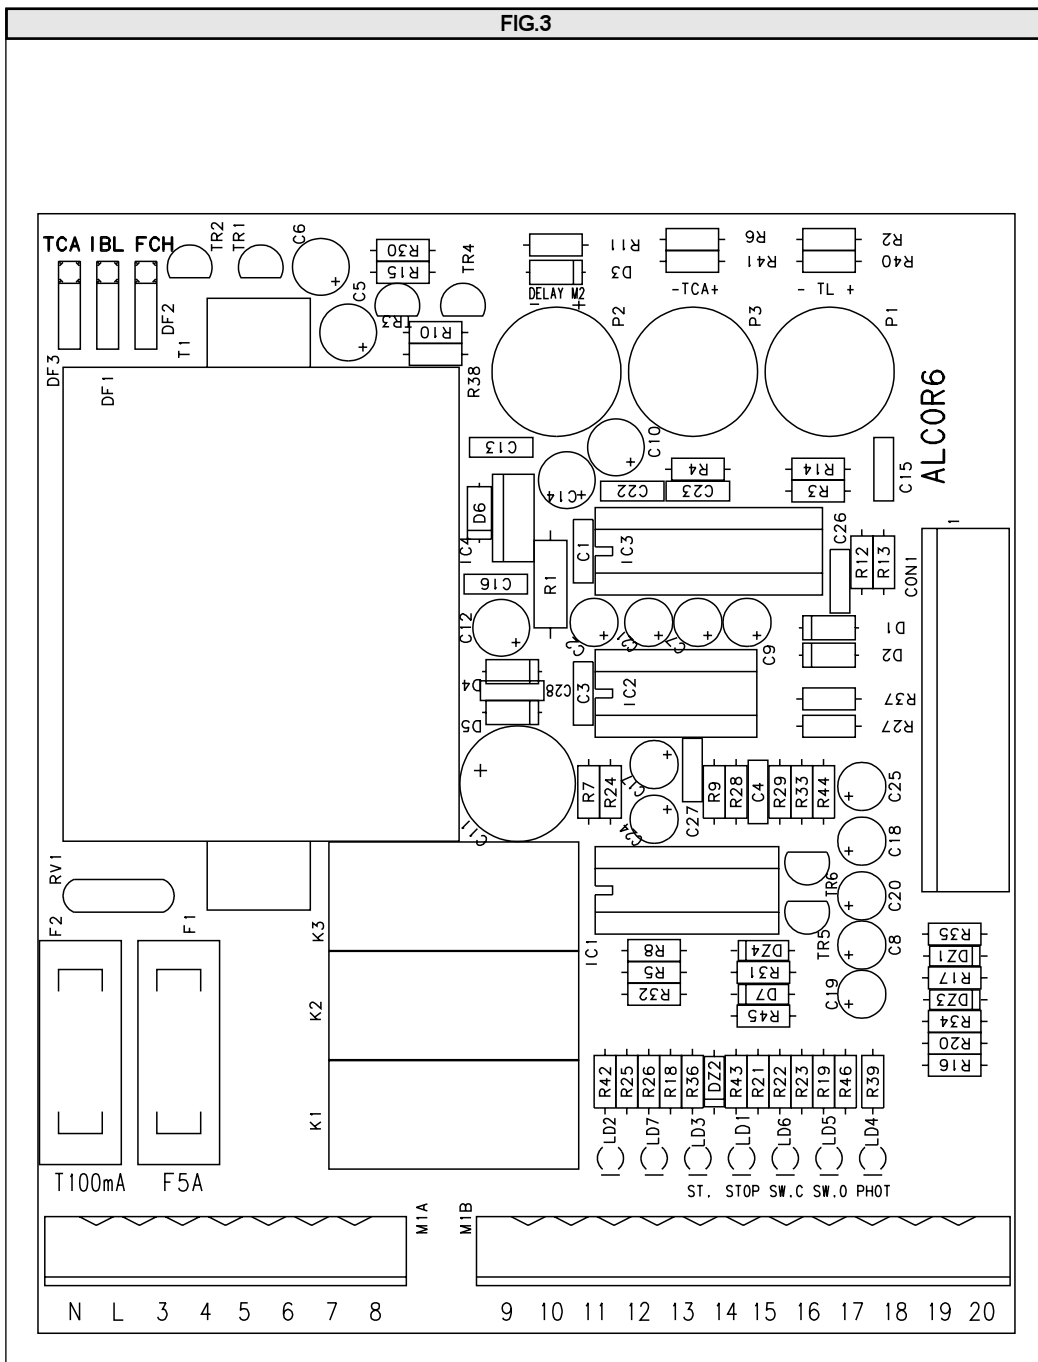 FIG.3
TCA IBL FCH
TR2
TR1
C6
R30
R15
TR4
R11
D3
DELAY M2
- +
R6
R41
-TCA+
R2
R40
- TL +
C5
TR3
R10
R38
P2
P3
P1
DF3
DF1
DF2
T1
ALCOR6
C13
C10
C14
R4
R14
C22
C23
R3
C15
D6
IC4
C16
R1
C1
IC3
C26
R12
R13
CON1
1
C12
C2
C21
C7
C9
D1
D2
D4
C28
D5
C3
IC2
R37
R27
C11
R7
R24
C17
C24
C27
R9
R28
C4
R29
R33
R44
C25
C18
RV1
F2
F1
K3
IC1
TR6
TR5
C20
C8
C19
R8
R5
R32
DZ4
R31
D7
R45
R35
DZ1
R17
DZ3
R34
R20
R16
K2
K1
R42
R25
R26
R18
R36
DZ2
R43
R21
R22
R23
R19
R46
R39
LD2
LD7
LD3
LD1
LD6
LD5
LD4
T100mA F5A
ST. STOP SW.C SW.O PHOT
M1A
M1B
N L 3 4 5 6 7 8 9 10 11 12 13 14 15 16 17 18 19 20